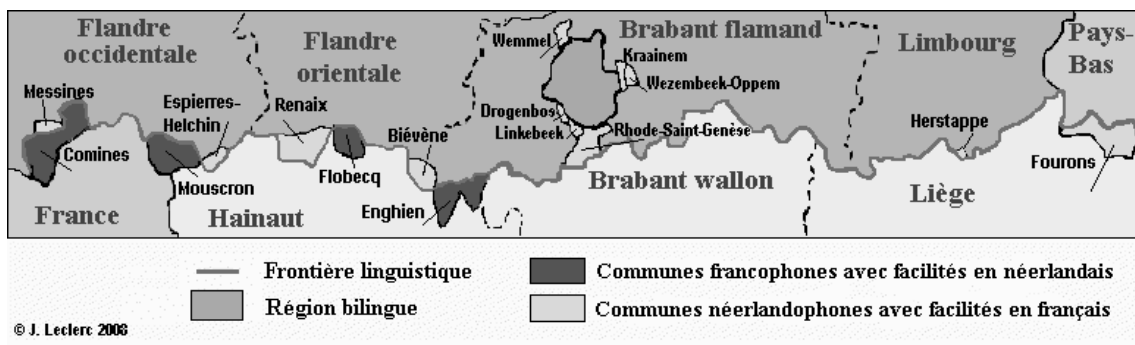 Flandre
occidentale
Flandre
orientale
Brabant flamand
Limbourg
Pays-
Bas
Wemmel
Kraainem
Wezembeek-Oppem
Messines
Espierres-
Helchin
Renaix
Biévène
Drogenbos
Linkebeek
Rhode-Saint-Genèse
Herstappe
Comines
Mouscron
Flobecq
Enghien
Fourons
France
Hainaut
Brabant wallon
Liège
Frontière linguistique
Région bilingue
Communes francophones avec facilités en néerlandais
Communes néerlandophones avec facilités en français
© J. Leclerc 2008